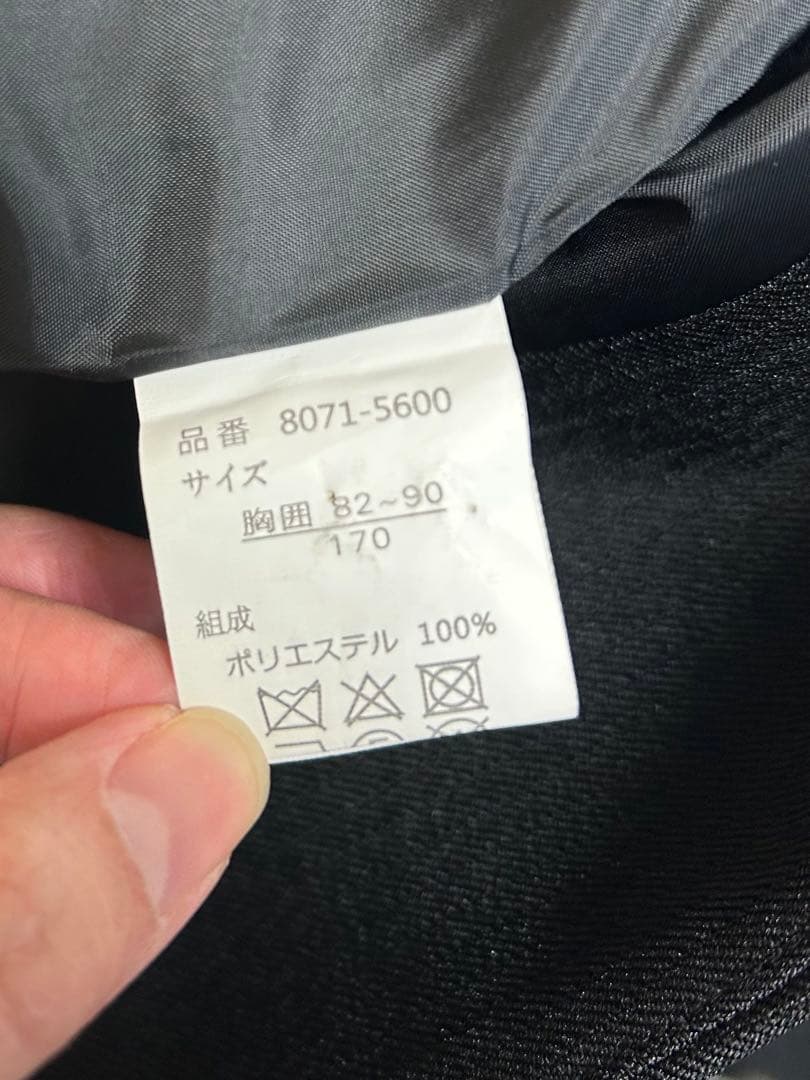 品番 8071-5600
サイズ
胸囲 82~90
170
組成
ポリエステル 100%